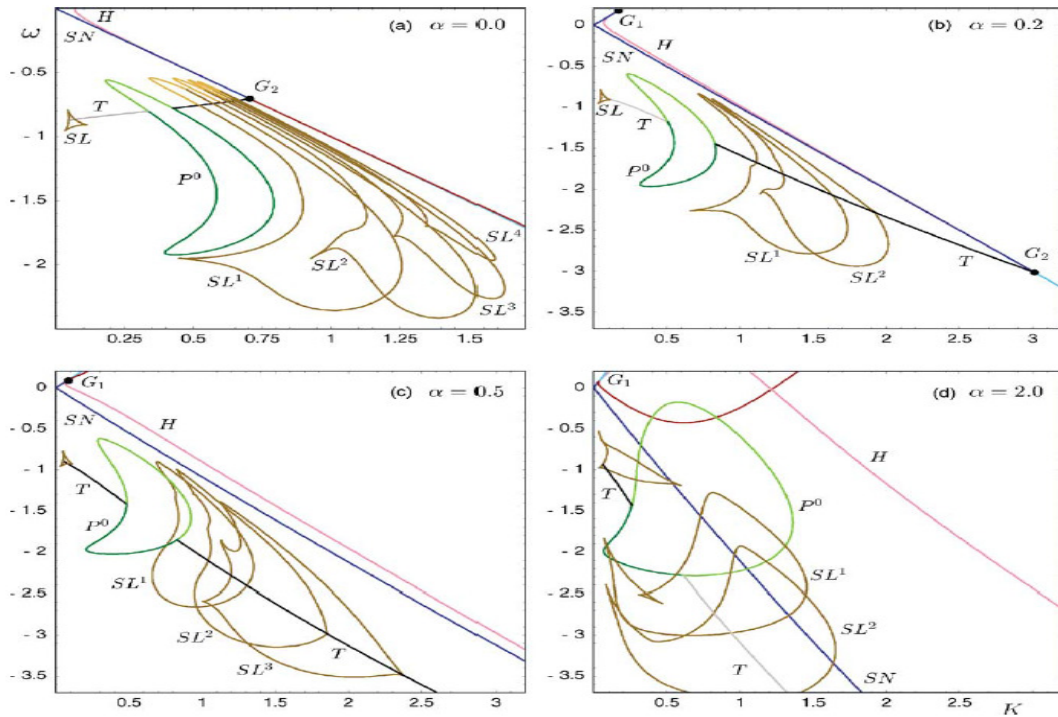 ω
H
SN
(a) α = 0.0
- 0.5
G₂
T
SL
- 1
P⁰
- 1.5
- 2
SL¹
SL²
SL³
SL⁴
0.25 0.5 0.75 1 1.25 1.5
0
G₁
H
SN
(b) α = 0.2
- 0.5
- 1
SL
T
- 1.5
P⁰
- 2
- 2.5
SL¹
SL²
- 3
T
G₂
- 3.5
0.5 1 1.5 2 2.5 3
0
G₁
SN
H
(c) α = 0.5
- 0.5
- 1
T
- 1.5
P⁰
- 2
SL¹
- 2.5
SL²
- 3
SL³
T
- 3.5
0.5 1 1.5 2 2.5 3
0
G₁
(d) α = 2.0
- 0.5
H
- 1
T
P⁰
- 1.5
- 2
SL¹
- 2.5
- 3
SL²
T
SN
- 3.5
0.5 1 1.5 2 2.5 K